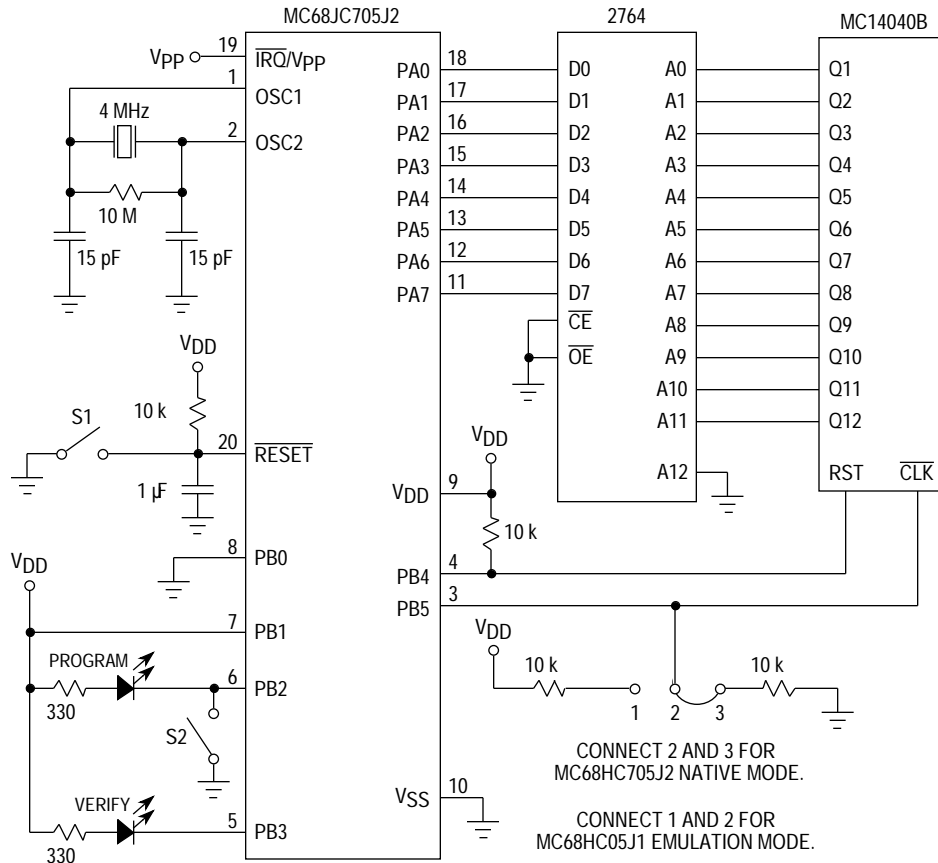 MC68JC705J2
2764
MC14040B
VPP
19
IRQ/VPP
1
OSC1
4 MHz
2
OSC2
10 M
15 pF
15 pF
PA0
18
D0
A0
Q1
PA1
17
D1
A1
Q2
PA2
16
D2
A2
Q3
PA3
15
D3
A3
Q4
PA4
14
D4
A4
Q5
PA5
13
D5
A5
Q6
PA6
12
D6
A6
Q7
PA7
11
D7
A7
Q8
CE
A8
Q9
OE
A9
Q10
A10
Q11
A11
Q12
A12
RST
CLK
VDD
10 k
S1
20
RESET
1 µF
VDD
VDD
9
10 k
8
PB0
PB4
4
PB5
3
VDD
7
PB1
PROGRAM
330
6
PB2
S2
VERIFY
330
5
PB3
VDD
10 k
1
2
3
10 k
CONNECT 2 AND 3 FOR
MC68HC705J2 NATIVE MODE.
VSS
10
CONNECT 1 AND 2 FOR
MC68HC05J1 EMULATION MODE.